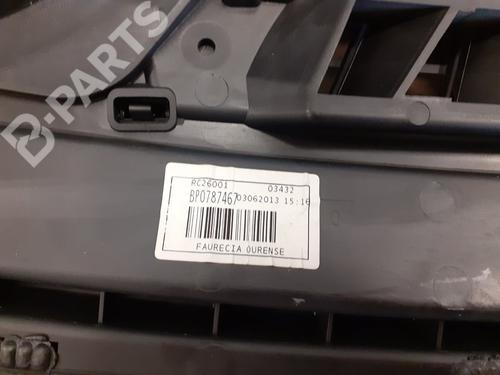 B-PARTS
RC26001 03432
BP0787467 03062013 15:16
FAURECIA OURENSE